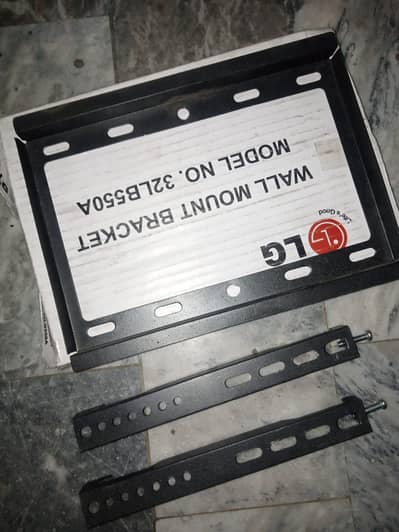 LG
Life's Good
WALL MOUNT BRACKET
MODEL NO. 32LB550A